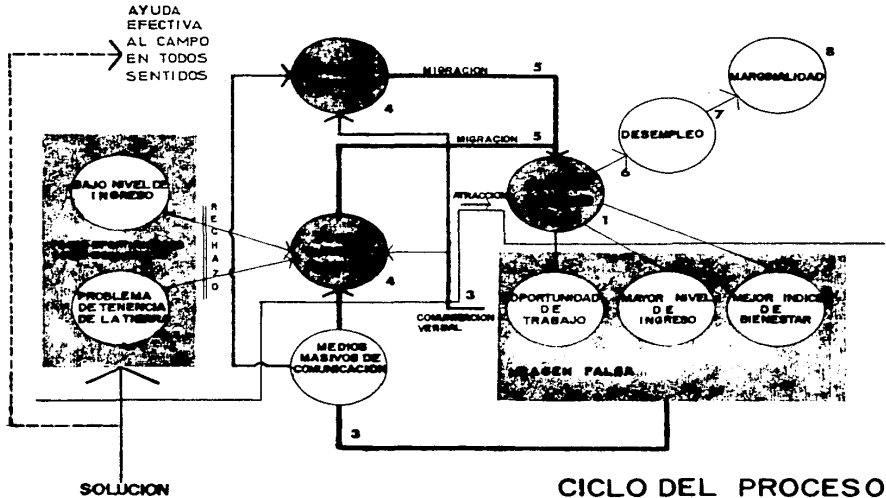 AYUDA
EFECTIVA
AL CAMPO
EN TODOS
SENTIDOS
MIGRACION
5
8
MARGINALIDAD
4
7
MIGRACION
5
DESEMPLEO
6
BAJO NIVEL DE
INGRESO
RECHAZO
ATRACCION
1
4
PROBLEMA
DE TENENCIA
DE LA TIERRA
3
COMUNICACION
VERBAL
OPORTUNIDAD
DE
TRABAJO
MAYOR NIVEL
DE
INGRESO
MEJOR INDICE
DE
BIENESTAR
MEDIOS
MASIVOS DE
COMUNICACIÓN
IMAGEN FALSA...
3
SOLUCION
CICLO DEL PROCESO